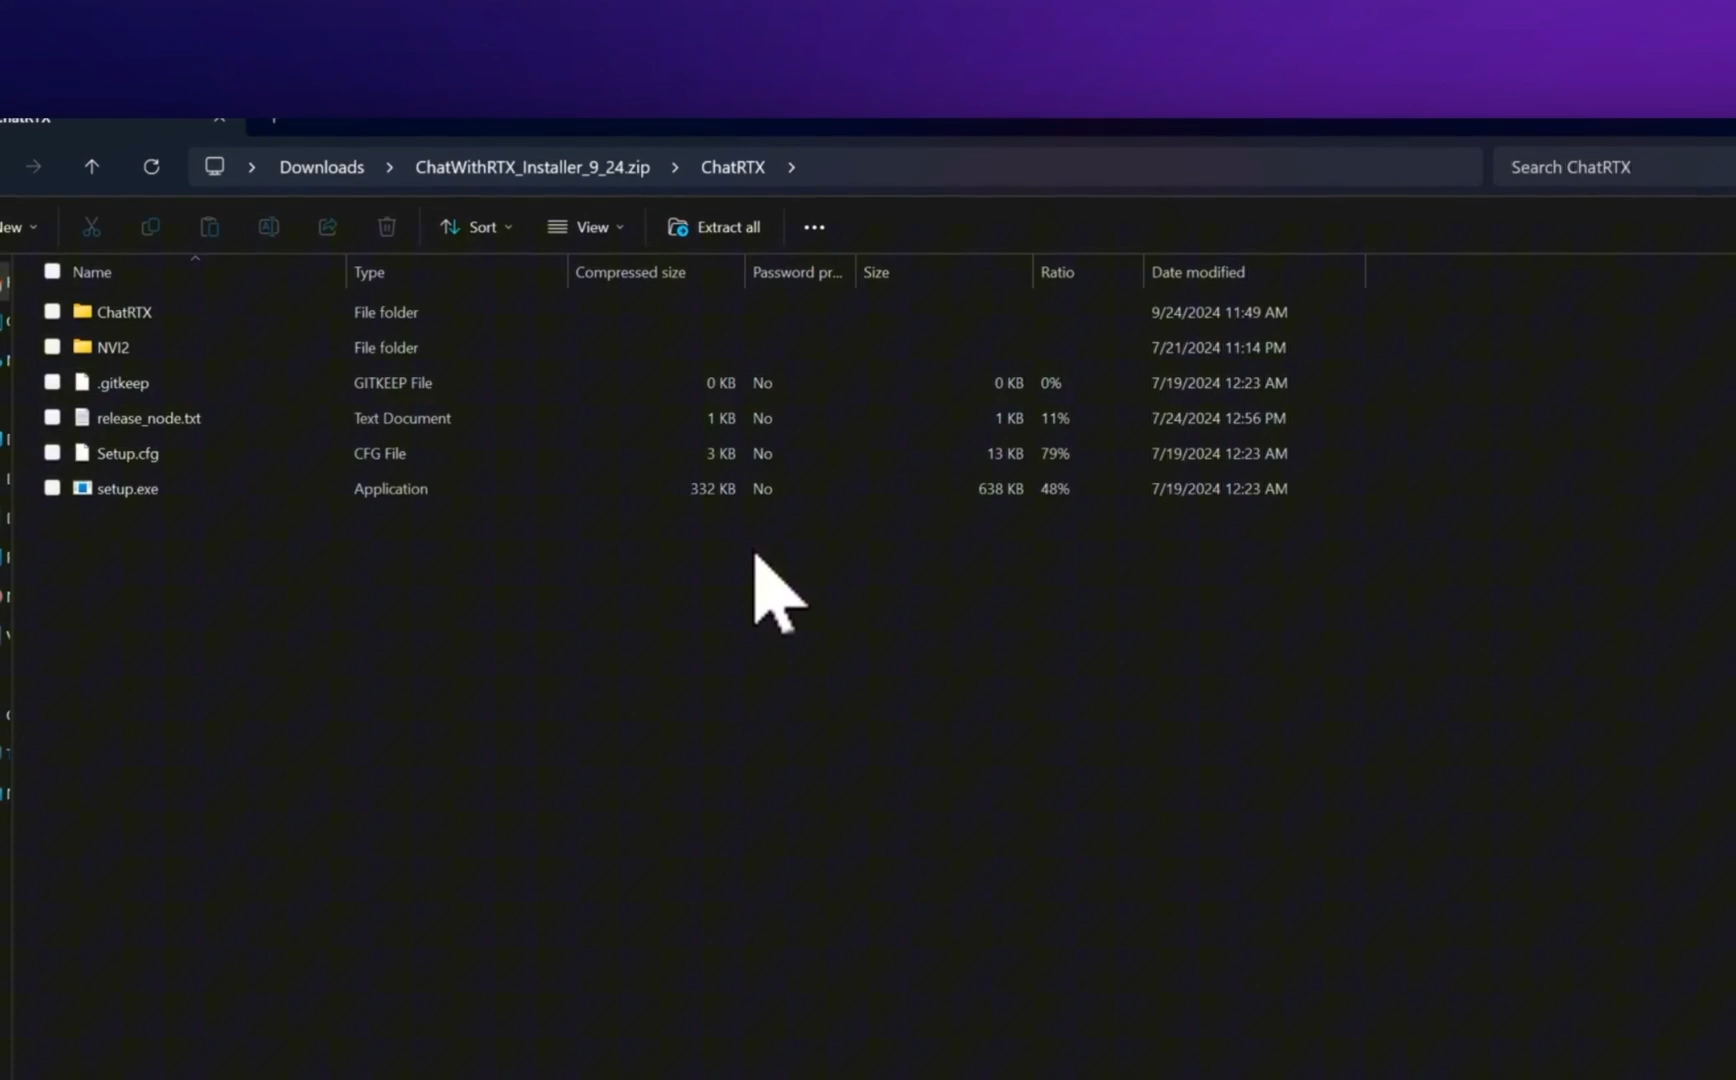 Downloads > ChatWithRTX_Installer_9_24.zip > ChatRTX > Search ChatRTX
Sort View Extract all ...
Name Type Compressed size Password pr... Size Ratio Date modified
ChatRTX File folder 9/24/2024 11:49 AM
NVI2 File folder 7/21/2024 11:14 PM
.gitkeep GITKEEP File 0 KB No 0 KB 0% 7/19/2024 12:23 AM
release_node.txt Text Document 1 KB No 1 KB 11% 7/24/2024 12:56 PM
Setup.cfg CFG File 3 KB No 13 KB 79% 7/19/2024 12:23 AM
setup.exe Application 332 KB No 638 KB 48% 7/19/2024 12:23 AM